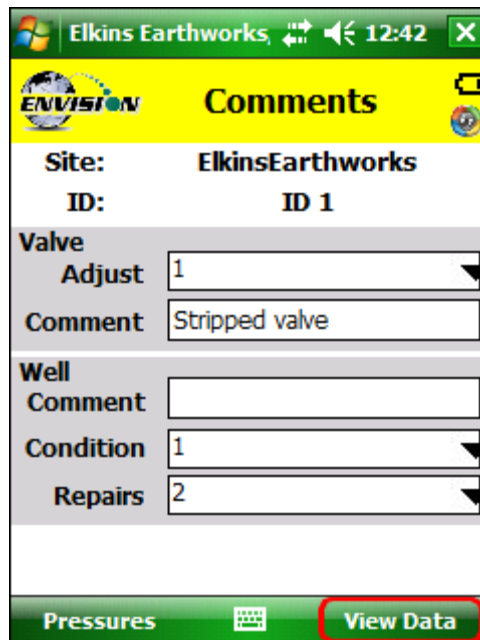 Elkins Earthworks, 12:42
ENVISION Comments
Site: ElkinsEarthworks
ID: ID 1
Valve
Adjust 1
Comment Stripped valve
Well
Comment
Condition 1
Repairs 2
Pressures View Data